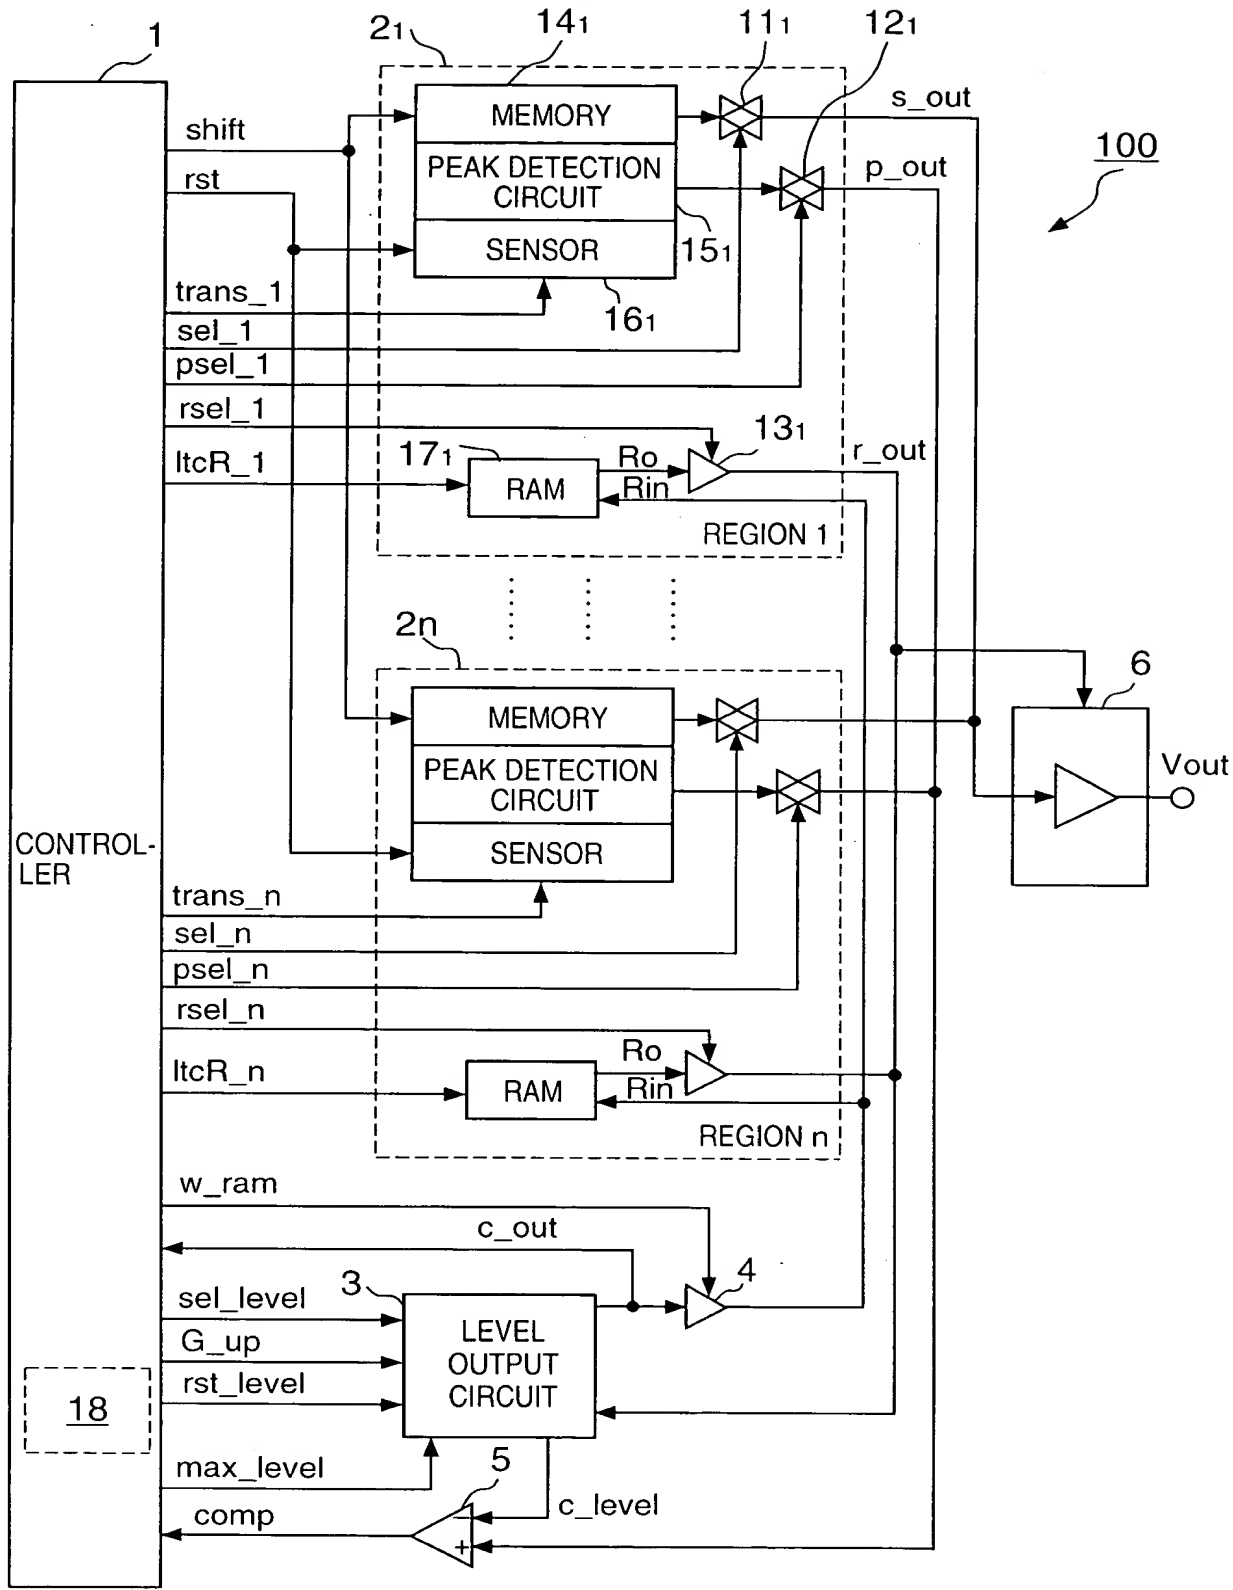 1
2₁
14₁
11₁
12₁
MEMORY
s_out
shift
100
PEAK DETECTION
CIRCUIT
p_out
rst
15₁
SENSOR
trans_1
16₁
sel_1
psel_1
rsel_1
13₁
17₁
Ro
r_out
ltcR_1
RAM
Rin
REGION 1
2n
6
MEMORY
Vout
PEAK DETECTION
CIRCUIT
CONTROL-
LER
SENSOR
trans_n
sel_n
psel_n
rsel_n
Ro
ltcR_n
RAM
Rin
REGION n
w_ram
c_out
3
4
sel_level
LEVEL
OUTPUT
CIRCUIT
G_up
rst_level
18
max_level
5
c_level
comp
−
+